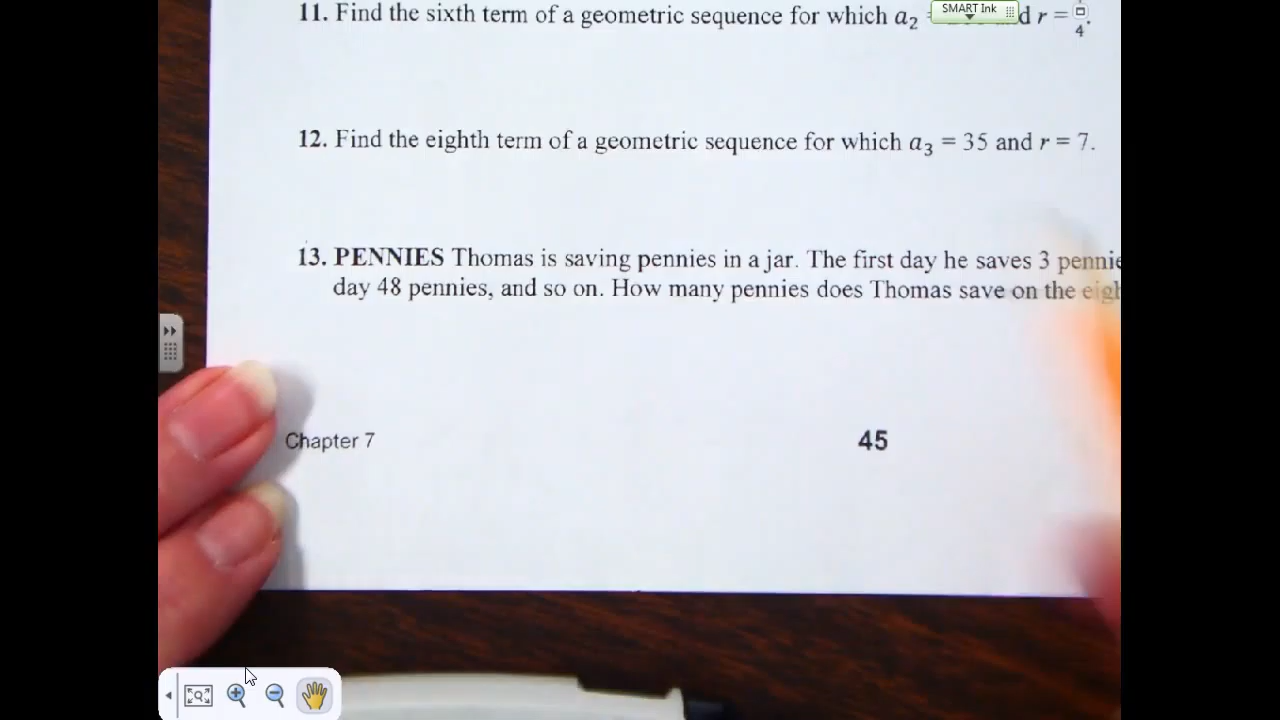 11. Find the sixth term of a geometric sequence for which a₂ r =
SMART Ink
4.
12. Find the eighth term of a geometric sequence for which a₃ = 35 and r = 7.
13. PENNIES Thomas is saving pennies in a jar. The first day he saves 3
day 48 pennies, and so on. How many pennies does Thomas save on the
Chapter 7
45